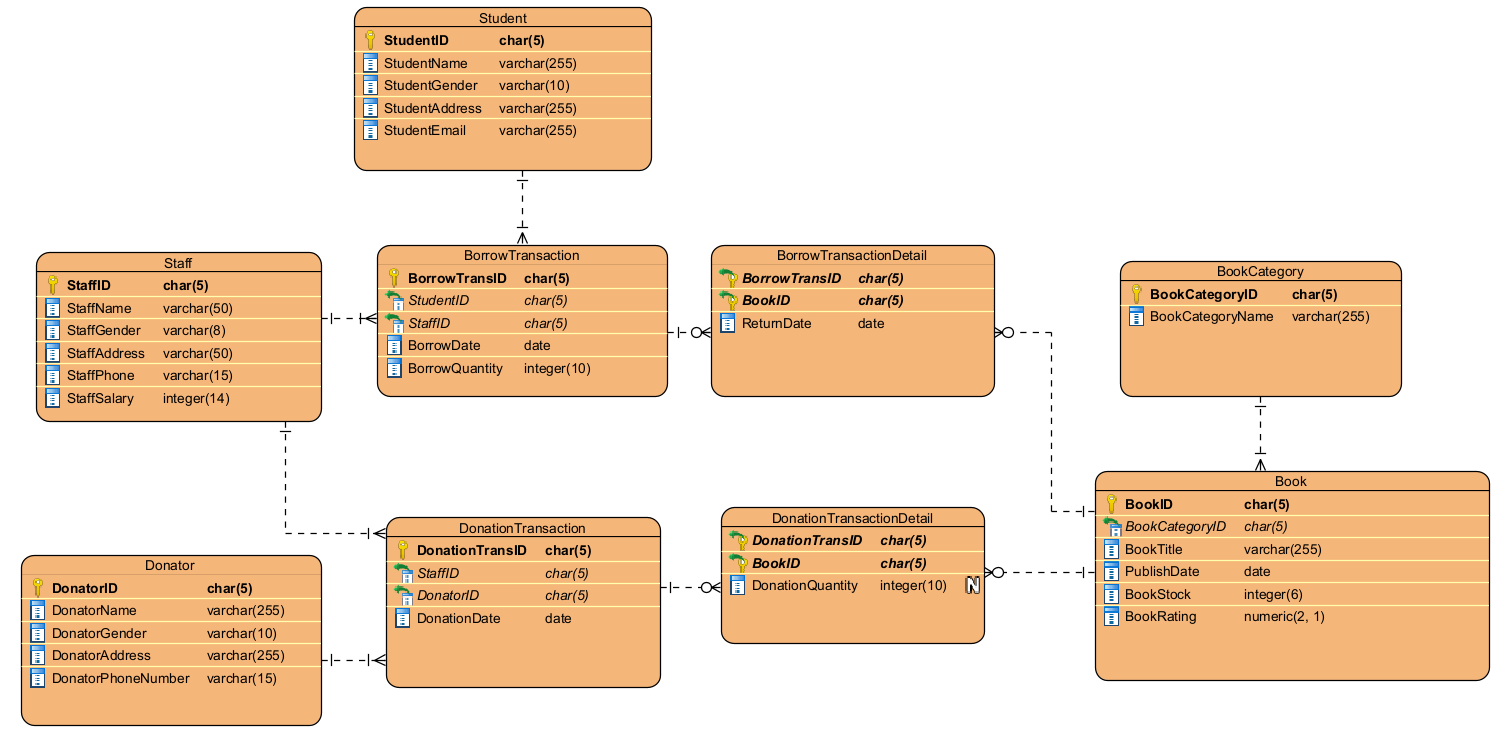 Student
StudentID char(5)
StudentName varchar(255)
StudentGender varchar(10)
StudentAddress varchar(255)
StudentEmail varchar(255)
Staff
StaffID char(5)
StaffName varchar(50)
StaffGender varchar(8)
StaffAddress varchar(50)
StaffPhone varchar(15)
StaffSalary integer(14)
BorrowTransaction
BorrowTransID char(5)
StudentID char(5)
StaffID char(5)
BorrowDate date
BorrowQuantity integer(10)
BorrowTransactionDetail
BorrowTransID char(5)
BookID char(5)
ReturnDate date
BookCategory
BookCategoryID char(5)
BookCategoryName varchar(255)
Donator
DonatorID char(5)
DonatorName varchar(255)
DonatorGender varchar(10)
DonatorAddress varchar(255)
DonatorPhoneNumber varchar(15)
DonationTransaction
DonationTransID char(5)
StaffID char(5)
DonatorID char(5)
DonationDate date
DonationTransactionDetail
DonationTransID char(5)
BookID char(5)
DonationQuantity integer(10) N
Book
BookID char(5)
BookCategoryID char(5)
BookTitle varchar(255)
PublishDate date
BookStock integer(6)
BookRating numeric(2, 1)